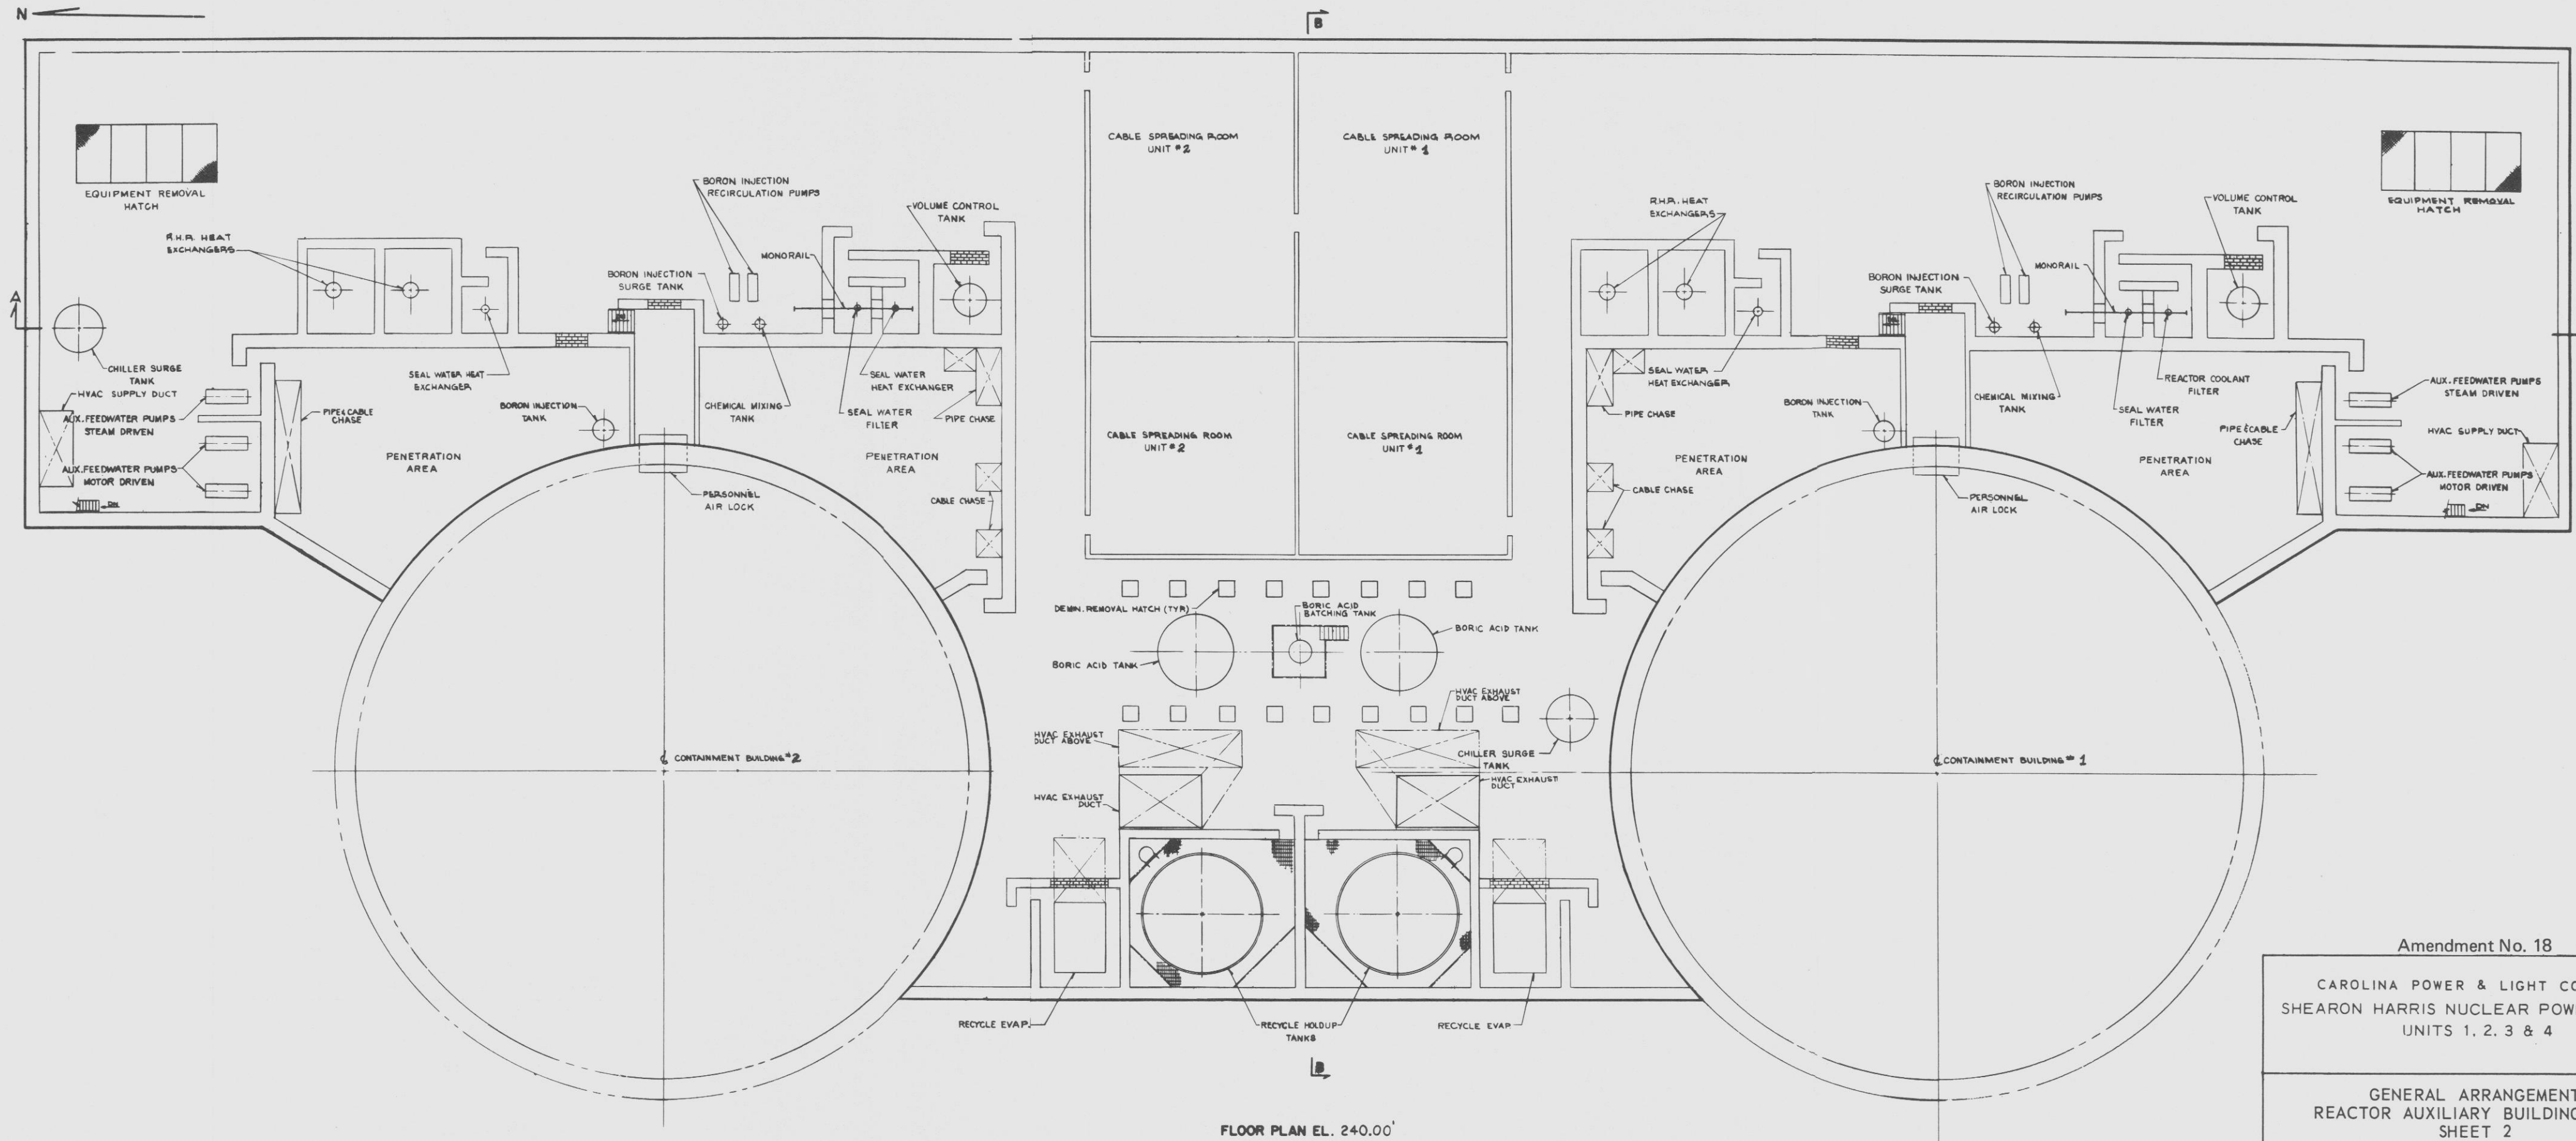 N
B
CABLE SPREADING ROOM
UNIT #2
CABLE SPREADING ROOM
UNIT # 1
EQUIPMENT REMOVAL
HATCH
BORON INJECTION
RECIRCULATION PUMPS
VOLUME CONTROL
TANK
R.H.R. HEAT
EXCHANGERS
MONORAIL
BORON INJECTION
SURGE TANK
A
CHILLER SURGE
TANK
HVAC SUPPLY DUCT
AUX. FEEDWATER PUMPS
STEAM DRIVEN
AUX. FEEDWATER PUMPS
MOTOR DRIVEN
DN
PIPE & CABLE
CHASE
SEAL WATER HEAT
EXCHANGER
DN
BORON INJECTION
TANK
PENETRATION
AREA
CHEMICAL MIXING
TANK
SEAL WATER
HEAT EXCHANGER
SEAL WATER
FILTER
PIPE CHASE
PENETRATION
AREA
CABLE CHASE
PERSONNEL
AIR LOCK
CABLE SPREADING ROOM
UNIT #2
CABLE SPREADING ROOM
UNIT #1
R.H.R. HEAT
EXCHANGERS
BORON INJECTION
RECIRCULATION PUMPS
VOLUME CONTROL
TANK
EQUIPMENT REMOVAL
HATCH
MONORAIL
BORON INJECTION
SURGE TANK
SEAL WATER
HEAT EXCHANGER
PIPE CHASE
DN
BORON INJECTION
TANK
CHEMICAL MIXING
TANK
REACTOR COOLANT
FILTER
SEAL WATER
FILTER
PIPE & CABLE
CHASE
AUX. FEEDWATER PUMPS
STEAM DRIVEN
HVAC SUPPLY DUCT
AUX. FEEDWATER PUMPS
MOTOR DRIVEN
DN
PENETRATION
AREA
PENETRATION
AREA
CABLE CHASE
PERSONNEL
AIR LOCK
DEMIN. REMOVAL HATCH (TYP.)
BORIC ACID
BATCHING TANK
BORIC ACID TANK
BORIC ACID TANK
HVAC EXHAUST
DUCT ABOVE
HVAC EXHAUST
DUCT ABOVE
CHILLER SURGE
TANK
HVAC EXHAUST
DUCT
HVAC EXHAUST
DUCT
CONTAINMENT BUILDING #2
CONTAINMENT BUILDING # 1
RECYCLE EVAP.
RECYCLE HOLDUP
TANKS
RECYCLE EVAP
B
FLOOR PLAN EL. 240.00'
Amendment No. 18
CAROLINA POWER & LIGHT CO
SHEARON HARRIS NUCLEAR POW
UNITS 1, 2, 3 & 4
GENERAL ARRANGEMENT
REACTOR AUXILIARY BUILDING
SHEET 2